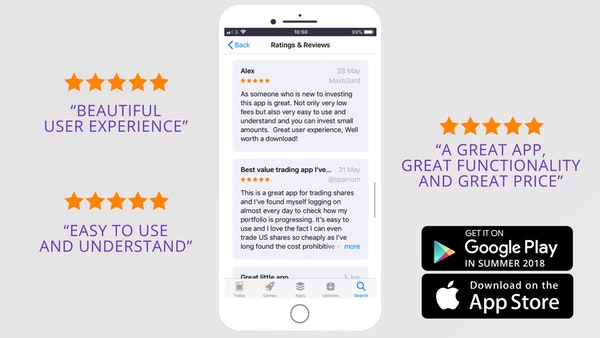 “BEAUTIFUL
USER EXPERIENCE”
“EASY TO USE
AND UNDERSTAND”
10:50
99%
Back
Ratings & Reviews
Alex
28 May
Maxb3ard
As someone who is new to investing
this app is great. Not only very low
fees but also very easy to use and
understand and you can invest small
amounts. Great user experience, Well
worth a download!
Best value trading app I’ve...
31 May
@sparrom
This is a great app for trading shares
and I’ve found myself logging on
almost every day to check how my
portfolio is progressing. It’s easy to
use and I love the fact I can even
trade US shares so cheaply as I’ve
long found the cost prohibitive
more
Great little app
Today
Games
Apps
Updates
Search
“A GREAT APP,
GREAT FUNCTIONALITY
AND GREAT PRICE”
GET IT ON
Google Play
IN SUMMER 2018
Download on the
App Store